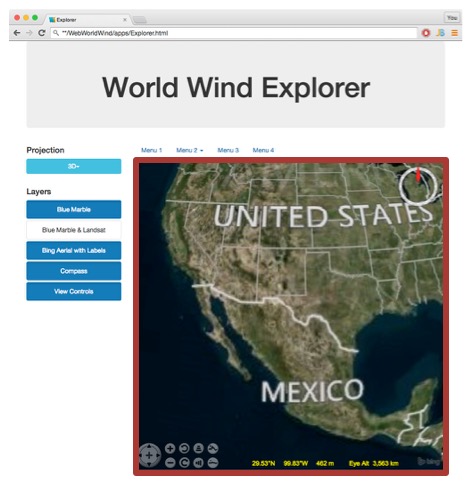 Explorer
You
**/WebWorldWind/apps/Explorer.html
World Wind Explorer
Projection
3D
Layers
Blue Marble
Blue Marble & Landsat
Bing Aerial with Labels
Compass
View Controls
Menu 1 Menu 2 Menu 3 Menu 4
UNITED STATES
MEXICO
29.53°N 99.83°W 462 m Eye Alt 3,563 km
bing